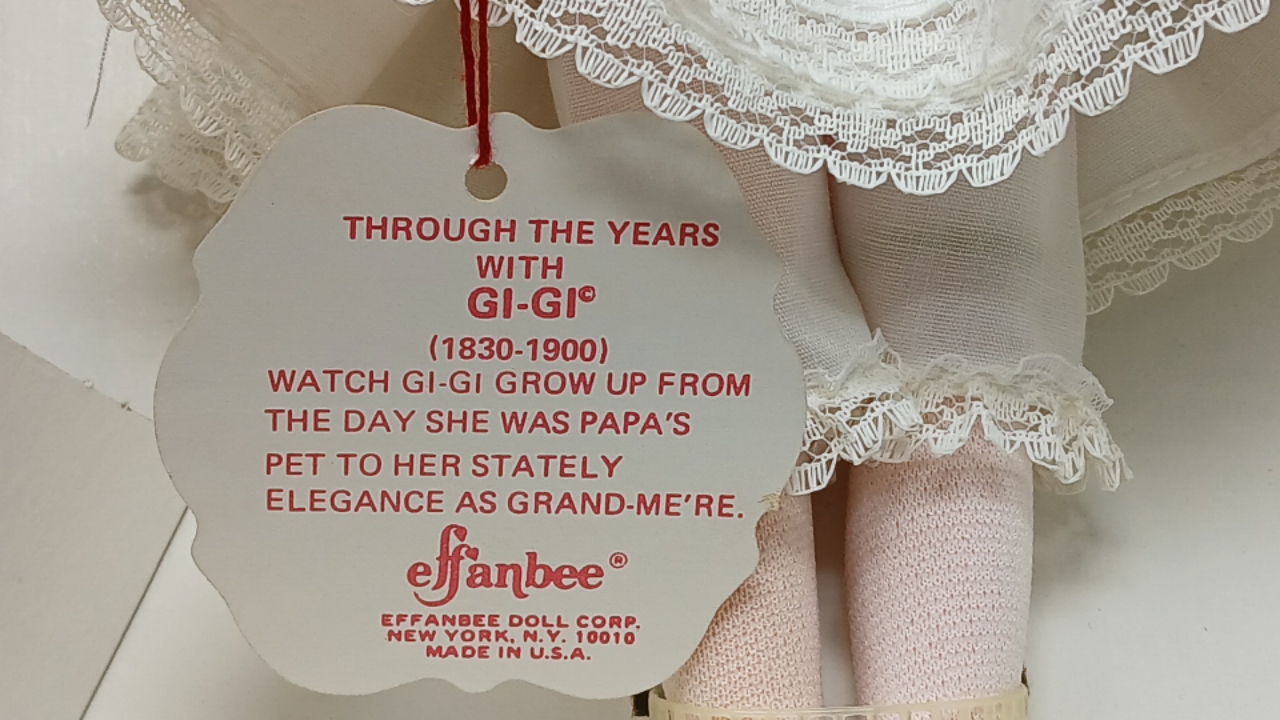 THROUGH THE YEARS
WITH
GI-GI©
(1830-1900)
WATCH GI-GI GROW UP FROM
THE DAY SHE WAS PAPA'S
PET TO HER STATELY
ELEGANCE AS GRAND-ME'RE.
effanbee®
EFFANBEE DOLL CORP.
NEW YORK, N.Y. 10010
MADE IN U.S.A.